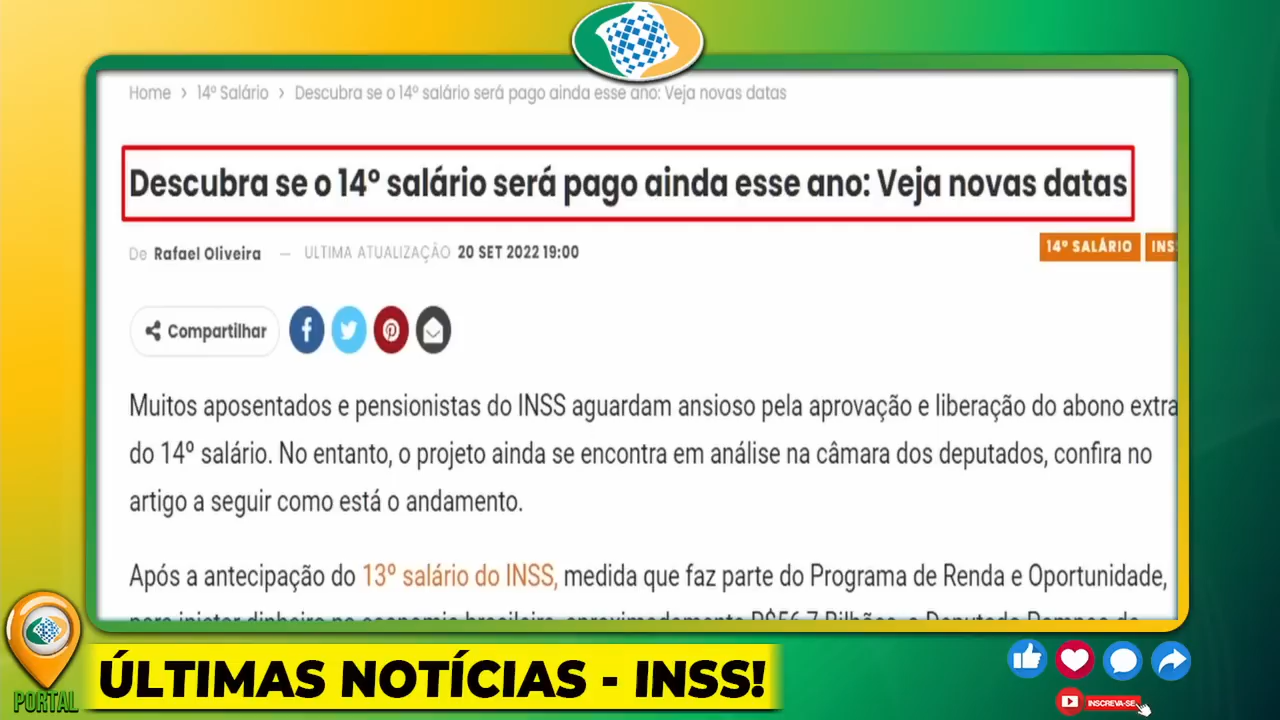 Home > 14º Salário > Descubra se o 14º salário será pago ainda esse ano: Veja novas datas
Descubra se o 14º salário será pago ainda esse ano: Veja novas datas
De Rafael Oliveira — ULTIMA ATUALIZAÇÃO 20 SET 2022 19:00
14º SALÁRIO INS
Compartilhar
Muitos aposentados e pensionistas do INSS aguardam ansioso pela aprovação e liberação do abono extra
do 14º salário. No entanto, o projeto ainda se encontra em análise na câmara dos deputados, confira no
artigo a seguir como está o andamento.
Após a antecipação do 13º salário do INSS, medida que faz parte do Programa de Renda e Oportunidade,
PORTAL
ÚLTIMAS NOTÍCIAS - INSS!
INSCREVA-SE